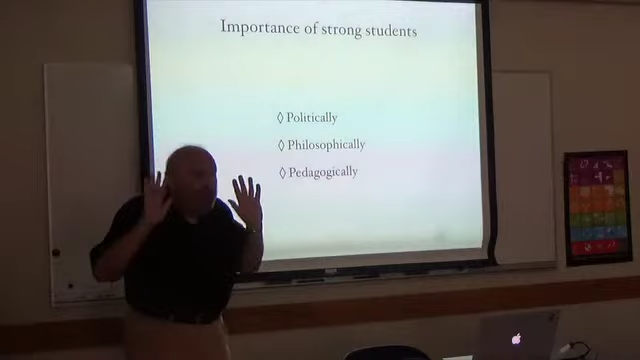 Importance of strong students
◊ Politically
◊ Philosophically
◊ Pedagogically